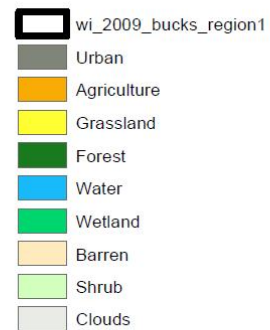 wi_2009_bucks_region1
Urban
Agriculture
Grassland
Forest
Water
Wetland
Barren
Shrub
Clouds